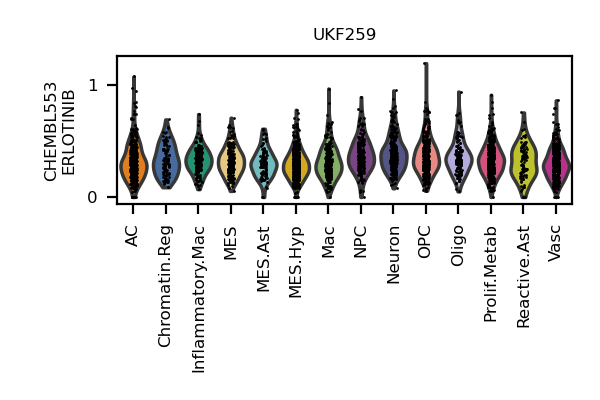 UKF259
CHEMBL553
ERLOTINIB
1
0
AC
Chromatin.Reg
Inflammatory.Mac
MES
MES.Ast
MES.Hyp
Mac
NPC
Neuron
OPC
Oligo
Prolif.Metab
Reactive.Ast
Vasc